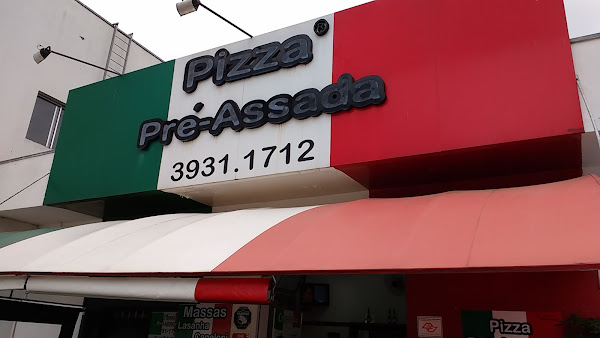 Pizza
Pré-Assada
3931.1712
Massas
Lasanha
Pizza